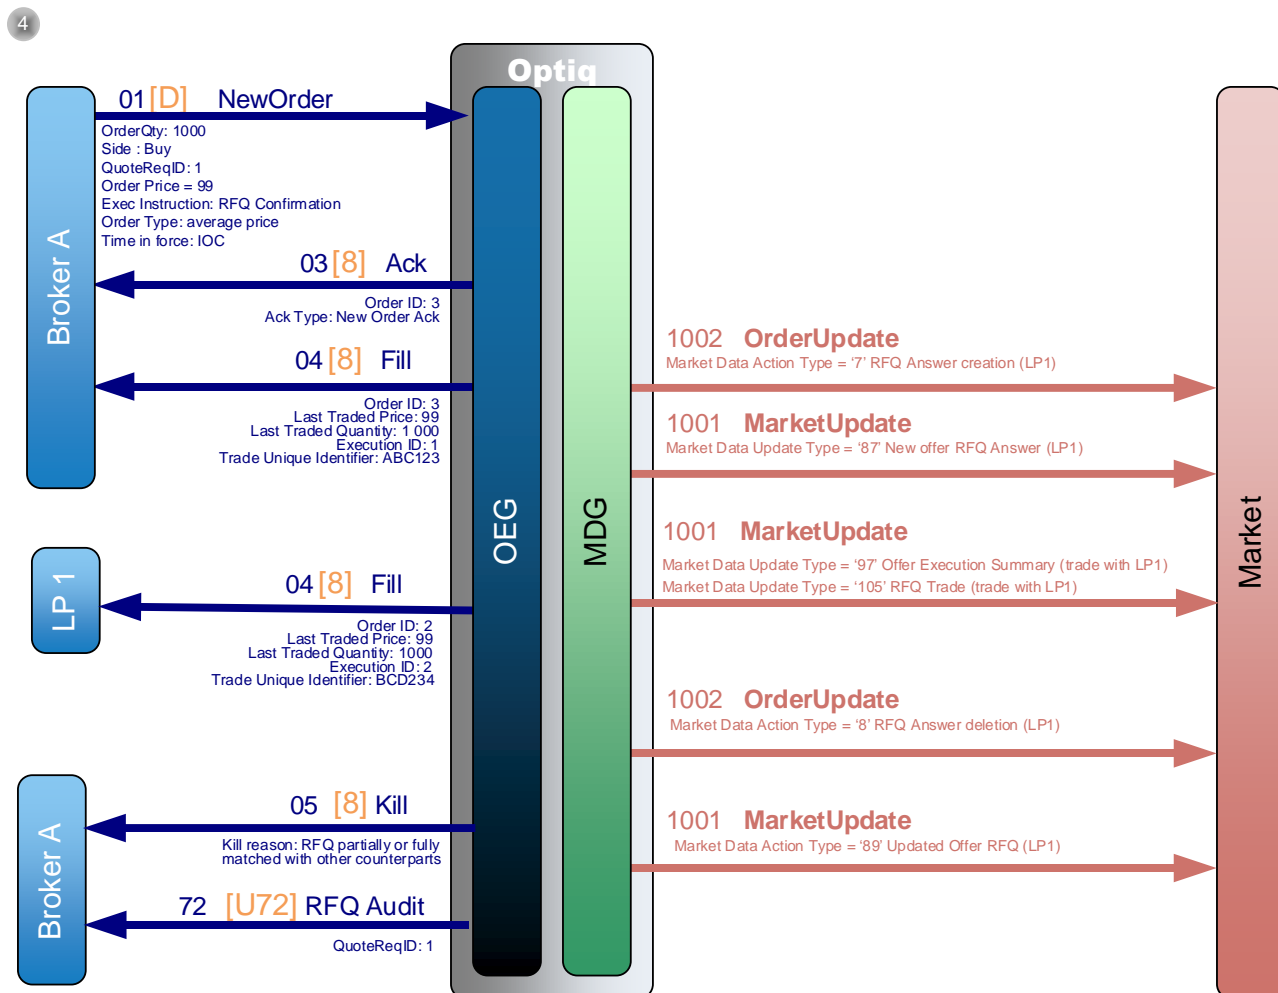 4
Optiq
01 [D] NewOrder
OrderQty: 1000
Side : Buy
QuoteReqID: 1
Order Price = 99
Exec Instruction: RFQ Confirmation
Order Type: average price
Time in force: IOC
Broker A
03 [8] Ack
Order ID: 3
Ack Type: New Order Ack
04 [8] Fill
Order ID: 3
Last Traded Price: 99
Last Traded Quantity: 1 000
Execution ID: 1
Trade Unique Identifier: ABC123
LP 1
04 [8] Fill
Order ID: 2
Last Traded Price: 99
Last Traded Quantity: 1000
Execution ID: 2
Trade Unique Identifier: BCD234
Broker A
05 [8] Kill
Kill reason: RFQ partially or fully
matched with other counterparts
72 [U72] RFQ Audit
QuoteReqID: 1
OEG
MDG
1002 OrderUpdate
Market Data Action Type = ‘7’ RFQ Answer creation (LP1)
1001 MarketUpdate
Market Data Update Type = ‘87’ New offer RFQ Answer (LP1)
1001 MarketUpdate
Market Data Update Type = ‘97’ Offer Execution Summary (trade with LP1)
Market Data Update Type = ‘105’ RFQ Trade (trade with LP1)
1002 OrderUpdate
Market Data Action Type = ‘8’ RFQ Answer deletion (LP1)
1001 MarketUpdate
Market Data Action Type = ‘89’ Updated Offer RFQ (LP1)
Market